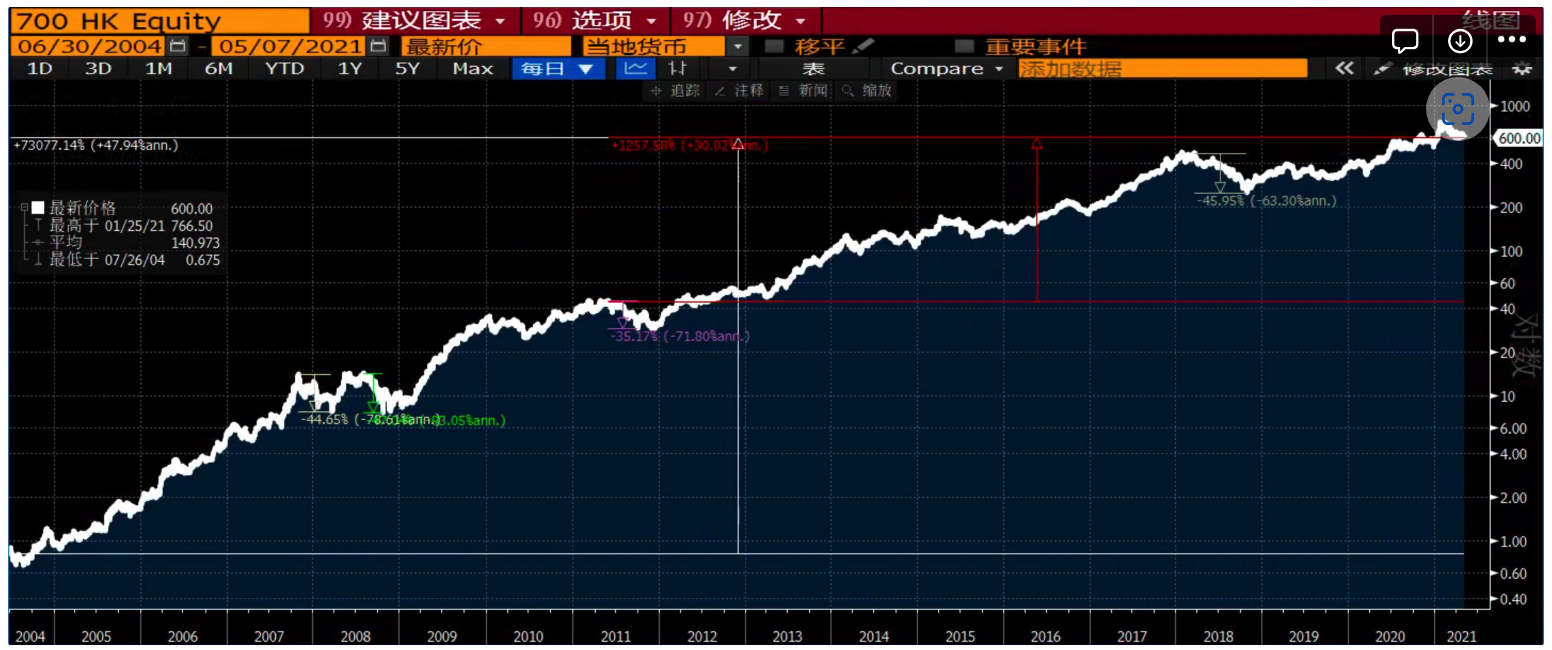 700 HK Equity 99) 建议图表 96) 选项 97) 修改 线图
06/30/2004 - 05/07/2021 最新价 当地货币 移平 重要事件
1D 3D 1M 6M YTD 1Y 5Y Max 每日 表 Compare 添加数据 修改图表
追踪 注释 新闻 缩放
1000
+73077.14% (+47.94%ann.) +1257.58% (+30.02%ann.) 600.00
400
最新价格 600.00
最高于 01/25/21 766.50
平均 140.973
最低于 07/26/04 0.675
-45.95% (-63.30%ann.)
200
100
60
40
-35.17% (-71.80%ann.)
对数
20
10
-44.65% (-78.61%ann.) (-83.05%ann.)
6.00
4.00
2.00
1.00
0.60
0.40
2004 2005 2006 2007 2008 2009 2010 2011 2012 2013 2014 2015 2016 2017 2018 2019 2020 2021